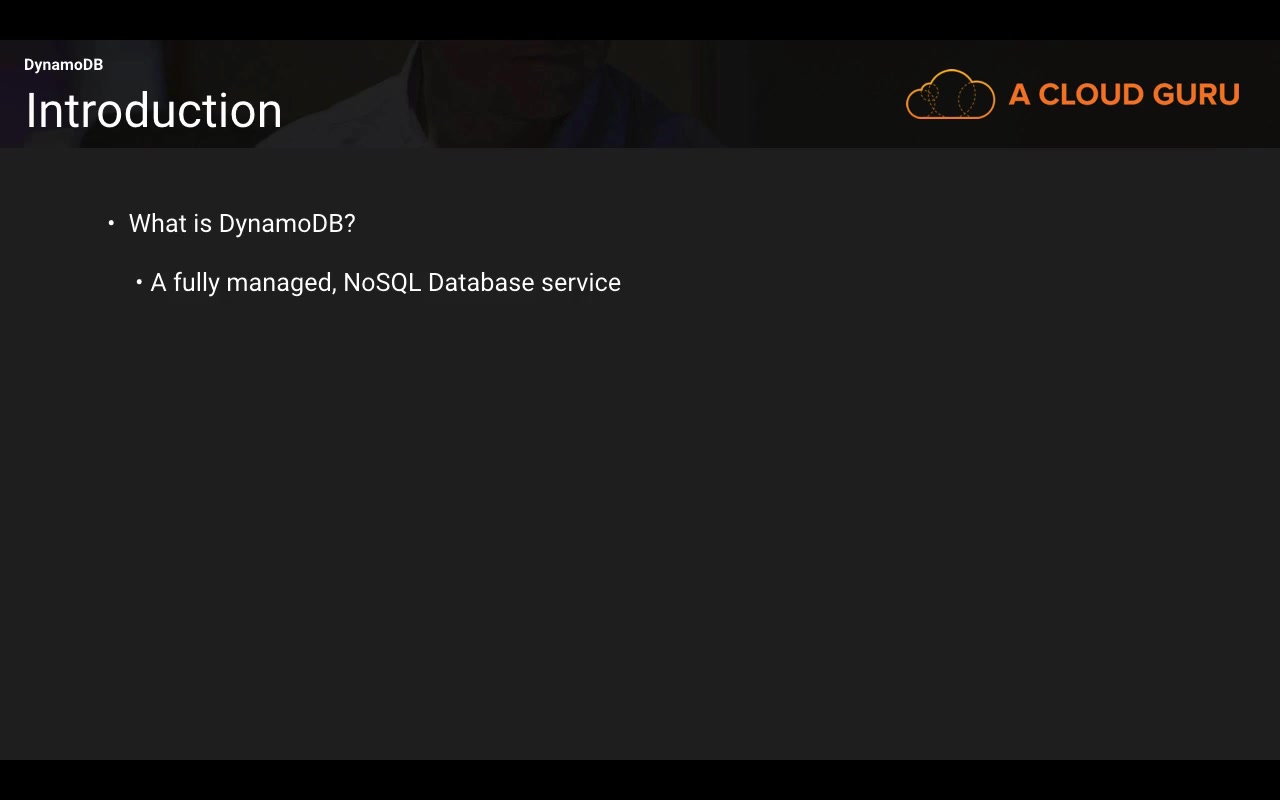 DynamoDB
Introduction
A CLOUD GURU
• What is DynamoDB?
• A fully managed, NoSQL Database service